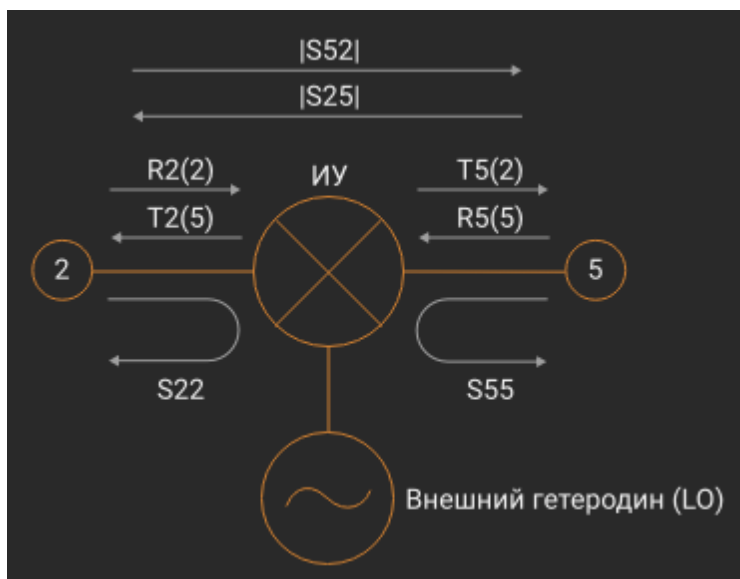 |S52|
|S25|
R2(2)
ИУ
T5(2)
T2(5)
R5(5)
2
5
S22
S55
Внешний гетеродин (LO)